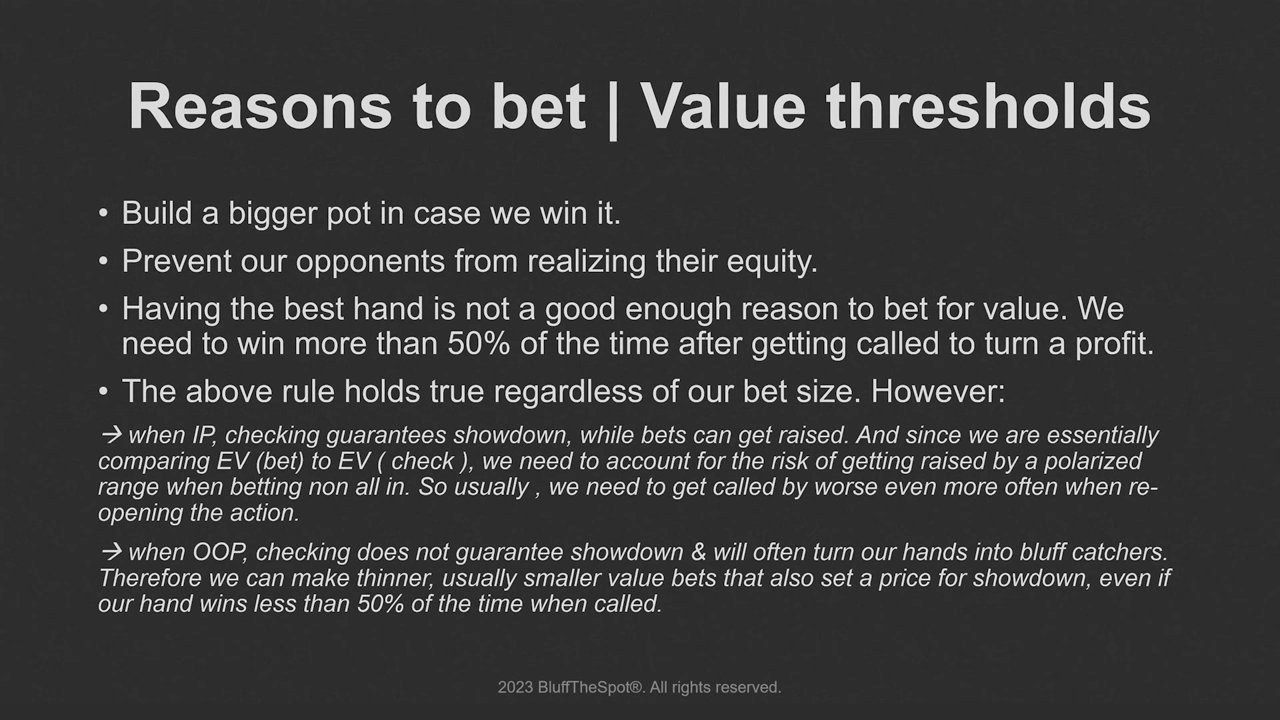 Reasons to bet | Value thresholds
• Build a bigger pot in case we win it.
• Prevent our opponents from realizing their equity.
• Having the best hand is not a good enough reason to bet for value. We
need to win more than 50% of the time after getting called to turn a profit.
• The above rule holds true regardless of our bet size. However:
→ when IP, checking guarantees showdown, while bets can get raised. And since we are essentially
comparing EV (bet) to EV ( check ), we need to account for the risk of getting raised by a polarized
range when betting non all in. So usually , we need to get called by worse even more often when re-
opening the action.
→ when OOP, checking does not guarantee showdown & will often turn our hands into bluff catchers.
Therefore we can make thinner, usually smaller value bets that also set a price for showdown, even if
our hand wins less than 50% of the time when called.
2023 BluffTheSpot®. All rights reserved.